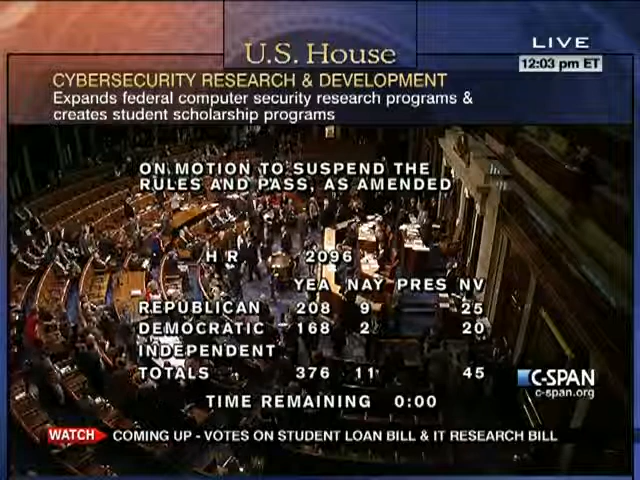 U.S. House
LIVE
12:03 pm ET
CYBERSECURITY RESEARCH & DEVELOPMENT
Expands federal computer security research programs &
creates student scholarship programs
ON MOTION TO SUSPEND THE
RULES AND PASS, AS AMENDED
H R 2096
YEA NAY PRES NV
REPUBLICAN 208 9 25
DEMOCRATIC 168 2 20
INDEPENDENT
TOTALS 376 11 45
TIME REMAINING 0:00
C-SPAN
c-span.org
WATCH COMING UP - VOTES ON STUDENT LOAN BILL & IT RESEARCH BILL